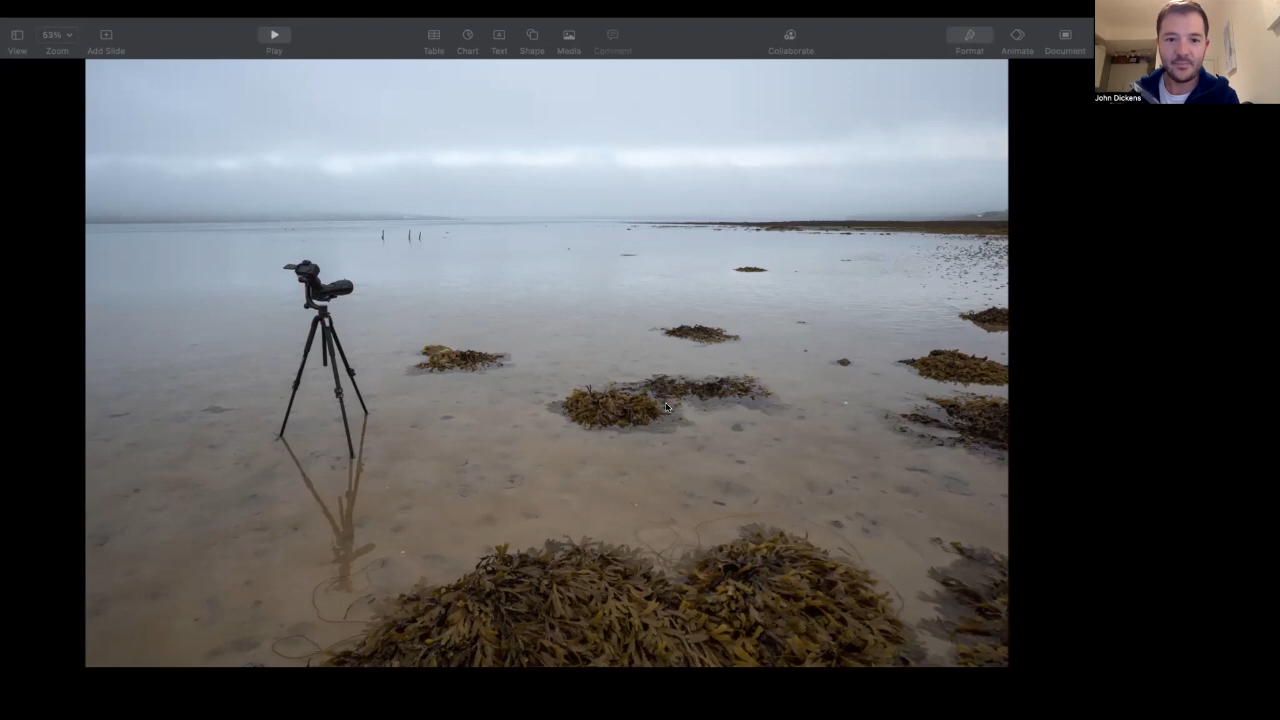 53%
View
Zoom
Add Slide
Play
Table
Chart
Text
Shape
Media
Comment
Collaborate
Format
Animate
Document
John Dickens